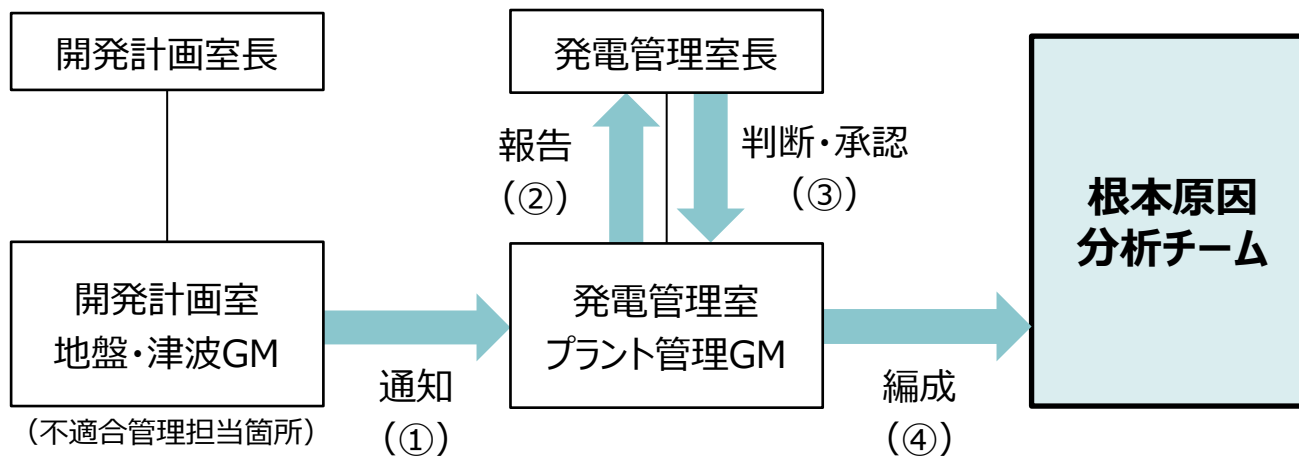 開発計画室長
発電管理室長
報告
（②）
判断・承認
（③）
根本原因
分析チーム
開発計画室
地盤・津波GM
（不適合管理担当箇所）
通知
（①）
発電管理室
プラント管理GM
編成
（④）